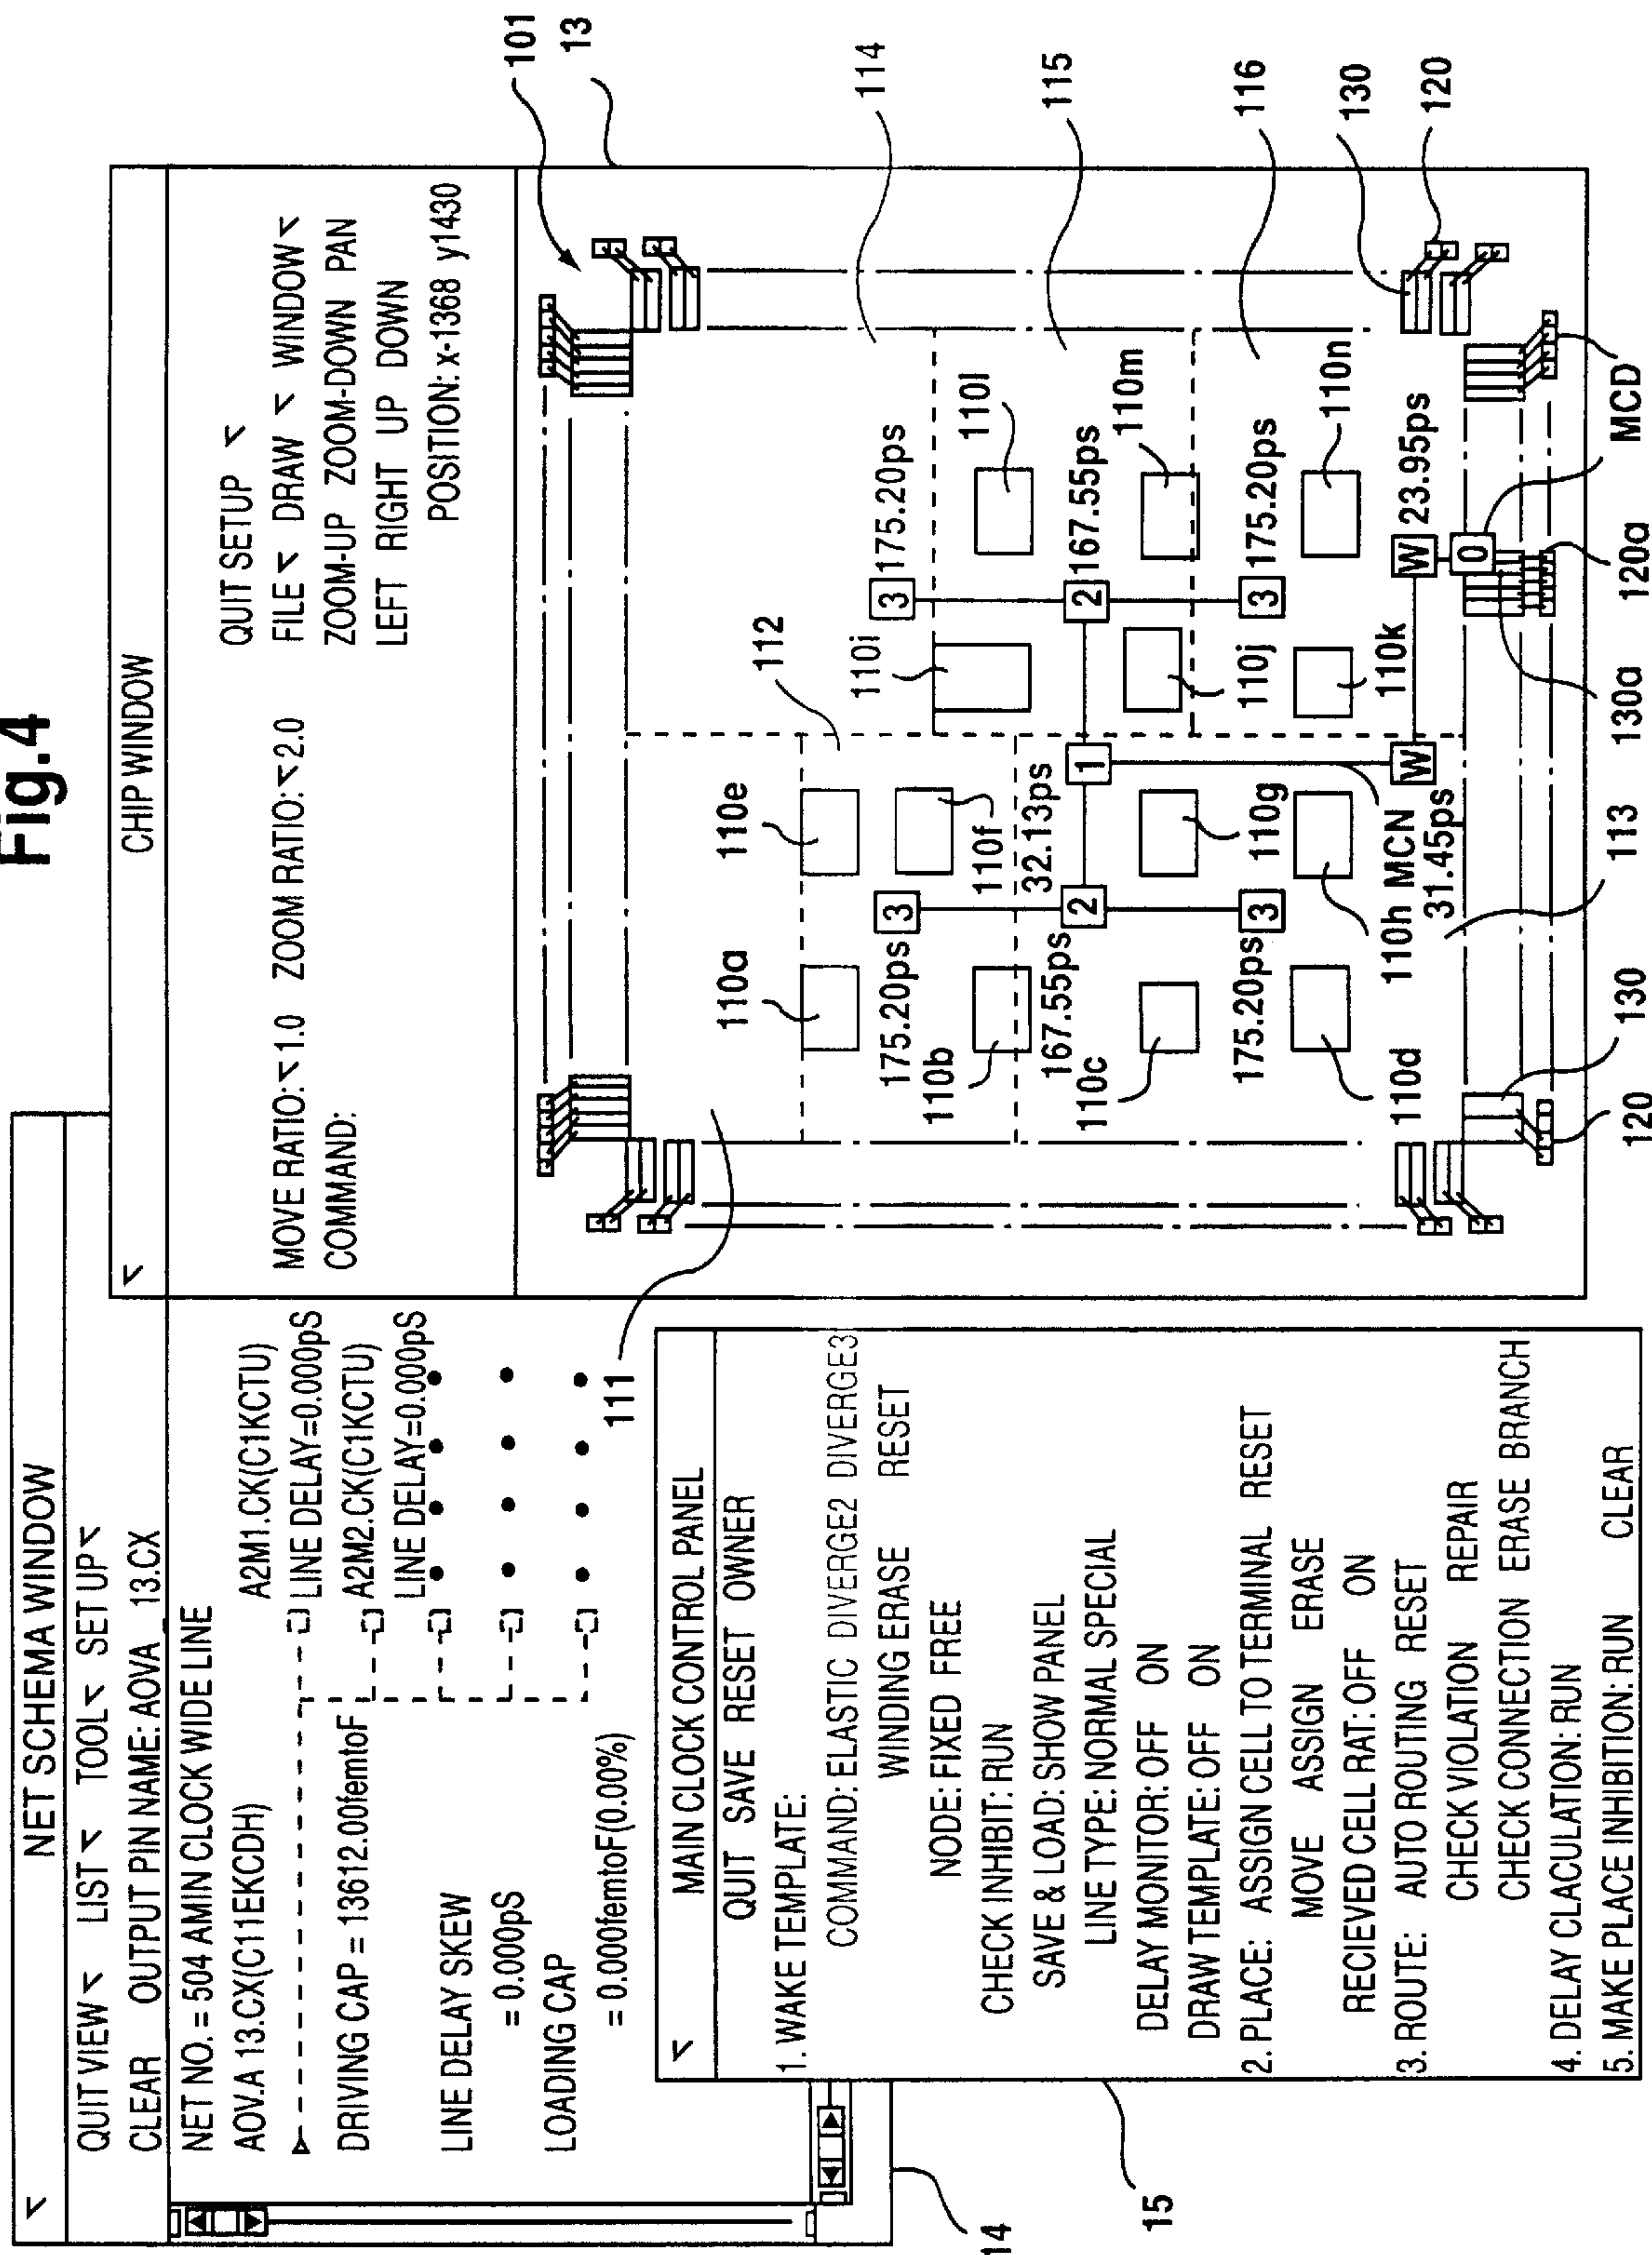 Fig.4
NET SCHEMA WINDOW
QUIT VIEW LIST TOOL SET UP
CLEAR OUTPUT PIN NAME: AOVA 13.CX
NET NO. = 504 AMIN CLOCK WIDE LINE
AOV.A 13.CX(C11EKCDH)
A2M1.CK(C1KCTU)
LINE DELAY=0.000pS
A2M2.CK(C1KCTU)
LINE DELAY=0.000pS
DRIVING CAP = 13612.00femtoF
LINE DELAY SKEW
= 0.000pS
LOADING CAP
= 0.000femtoF(0.00%)
14
MAIN CLOCK CONTROL PANEL
QUIT SAVE RESET OWNER
1. WAKE TEMPLATE:
COMMAND: ELASTIC DIVERGE2 DIVERGE3
WINDING ERASE RESET
NODE: FIXED FREE
CHECK INHIBIT: RUN
SAVE & LOAD: SHOW PANEL
LINE TYPE: NORMAL SPECIAL
DELAY MONITOR: OFF ON
DRAW TEMPLATE: OFF ON
2. PLACE: ASSIGN CELL TO TERMINAL RESET
MOVE ASSIGN ERASE
RECIEVED CELL RAT: OFF ON
3. ROUTE: AUTO ROUTING RESET
CHECK VIOLATION REPAIR
CHECK CONNECTION ERASE BRANCH
4. DELAY CLACULATION: RUN
5. MAKE PLACE INHIBITION: RUN CLEAR
15
CHIP WINDOW
QUIT SETUP
MOVE RATIO: 1.0 ZOOM RATIO: 2.0 FILE DRAW WINDOW
COMMAND: ZOOM-UP ZOOM-DOWN PAN
LEFT RIGHT UP DOWN
POSITION: x-1368 y1430
101
13
111
110a
110e
112
114
175.20ps
3
110f
110i
3
175.20ps
110l
110b
32.13ps
115
167.55ps
2
1
2
167.55ps
110m
110c
110g
110j
116
175.20ps
3
3
175.20ps
110n
110d
110h
MCN
31.45ps
W
110k
W
23.95ps
0
130
120
120
130
113
130a
120a
MCD